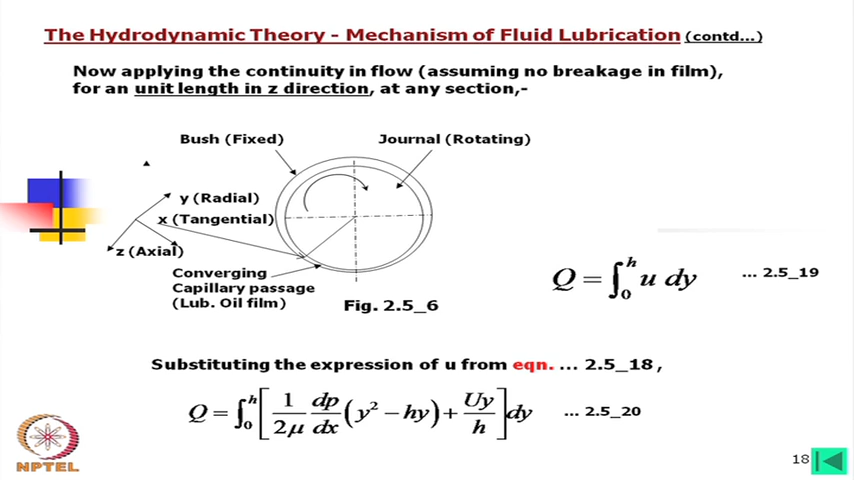 The Hydrodynamic Theory - Mechanism of Fluid Lubrication (contd...)
Now applying the continuity in flow (assuming no breakage in film),
for an unit length in z direction, at any section,-
Bush (Fixed)
Journal (Rotating)
y (Radial)
x (Tangential)
z (Axial)
Converging
Capillary passage
(Lub. Oil film)
Fig. 2.5_6
Q = ∫₀ʰ u dy ... 2.5_19
Substituting the expression of u from eqn. ... 2.5_18 ,
Q = ∫₀ʰ [ 1/2μ dp/dx (y² − hy) + Uy/h ] dy ... 2.5_20
NPTEL
18